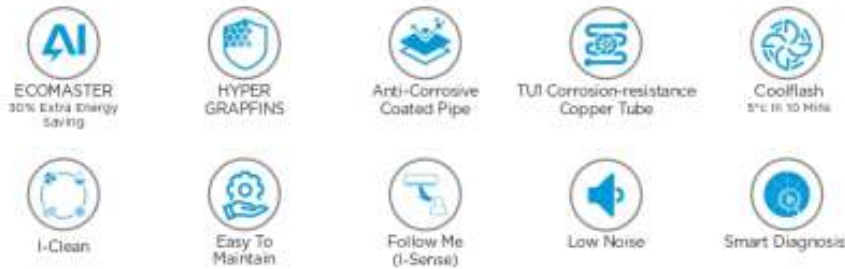 AI
ECOMASTER
30% Extra Energy
Saving
HYPER
GRAPFINS
Anti-Corrosive
Coated Pipe
TU1 Corrosion-resistance
Copper Tube
Coolflash
5°c in 10 Mins
I-Clean
Easy To
Maintain
Follow Me
(I-Sense)
Low Noise
Smart Diagnosis